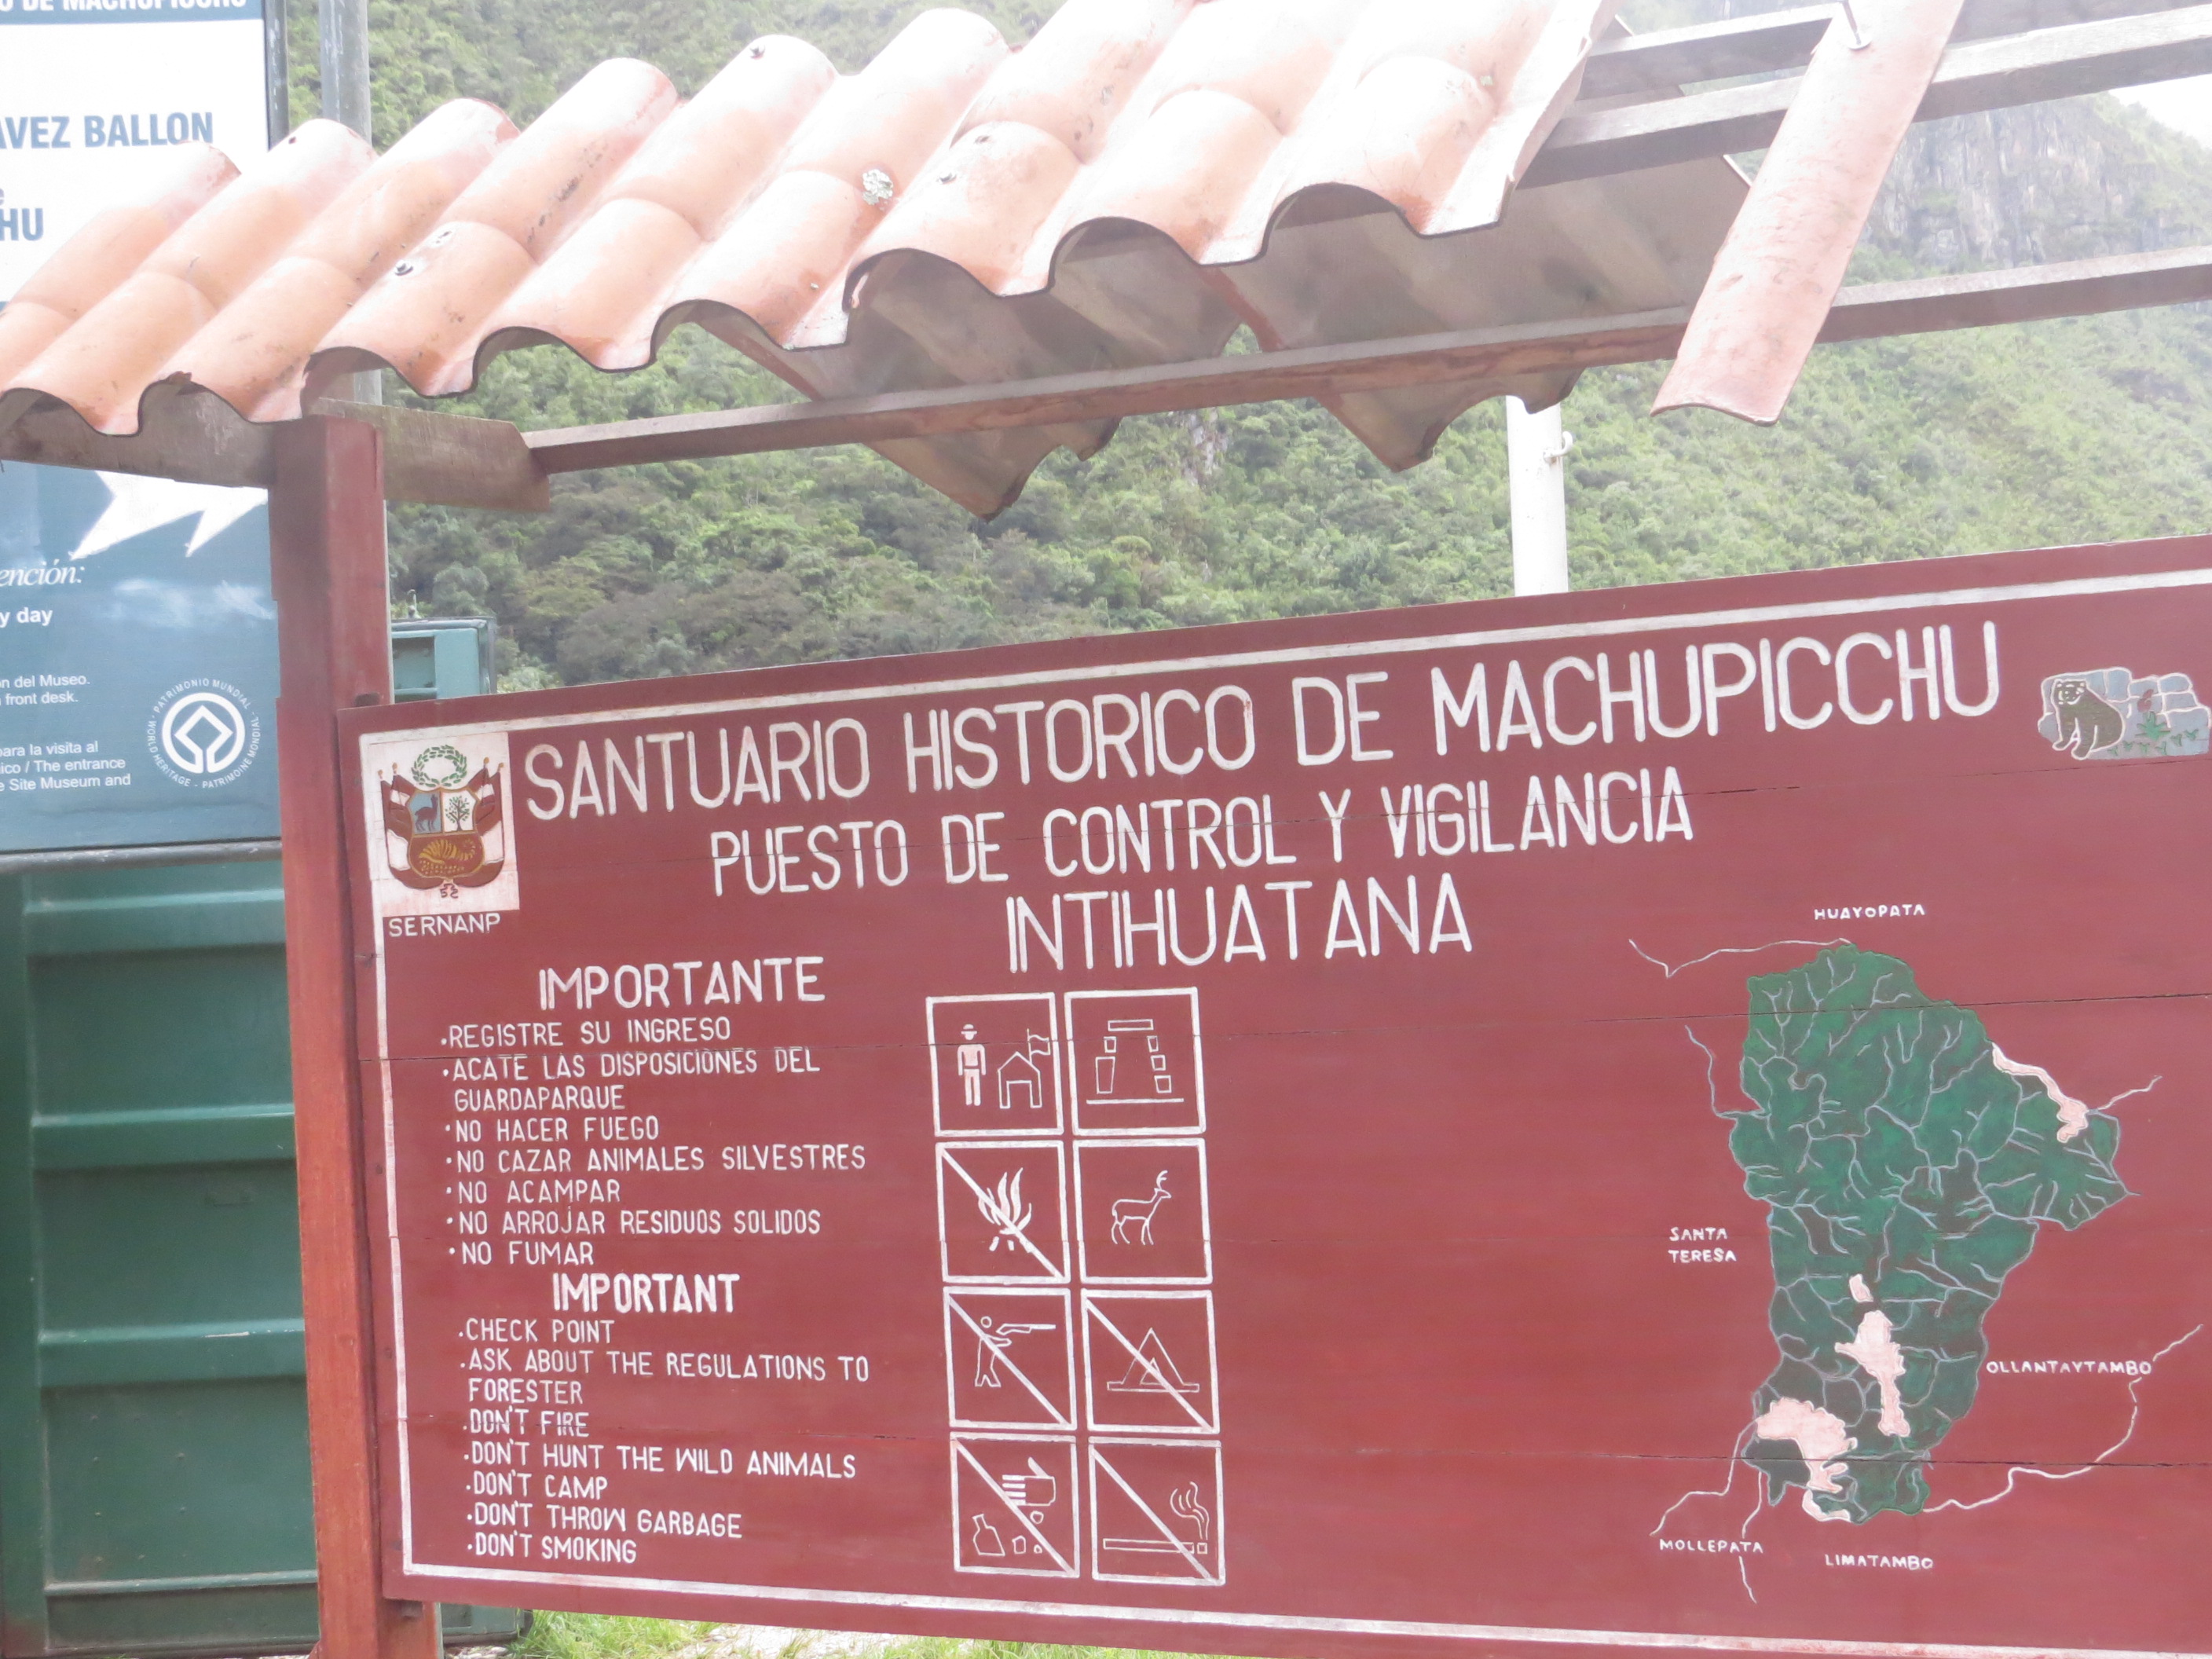 DE MACHUPICCHU
AVEZ BALLON
HU
ención:
y day
n del Museo.
front desk.
para la visita al
ico / The entrance
e Site Museum and
PATRIMONIO MUNDIAL - WORLD HERITAGE - PATRIMOINE MONDIAL
SERNANP
SANTUARIO HISTORICO DE MACHUPICCHU
PUESTO DE CONTROL Y VIGILANCIA
INTIHUATANA
IMPORTANTE
•REGISTRE SU INGRESO
•ACATE LAS DISPOSICIONES DEL
GUARDAPARQUE
•NO HACER FUEGO
•NO CAZAR ANIMALES SILVESTRES
•NO ACAMPAR
•NO ARROJAR RESIDUOS SOLIDOS
•NO FUMAR
IMPORTANT
•CHECK POINT
•ASK ABOUT THE REGULATIONS TO
FORESTER
•DON'T FIRE
•DON'T HUNT THE WILD ANIMALS
•DON'T CAMP
•DON'T THROW GARBAGE
•DON'T SMOKING
HUAYOPATA
SANTA
TERESA
OLLANTAYTAMBO
MOLLEPATA
LIMATAMBO